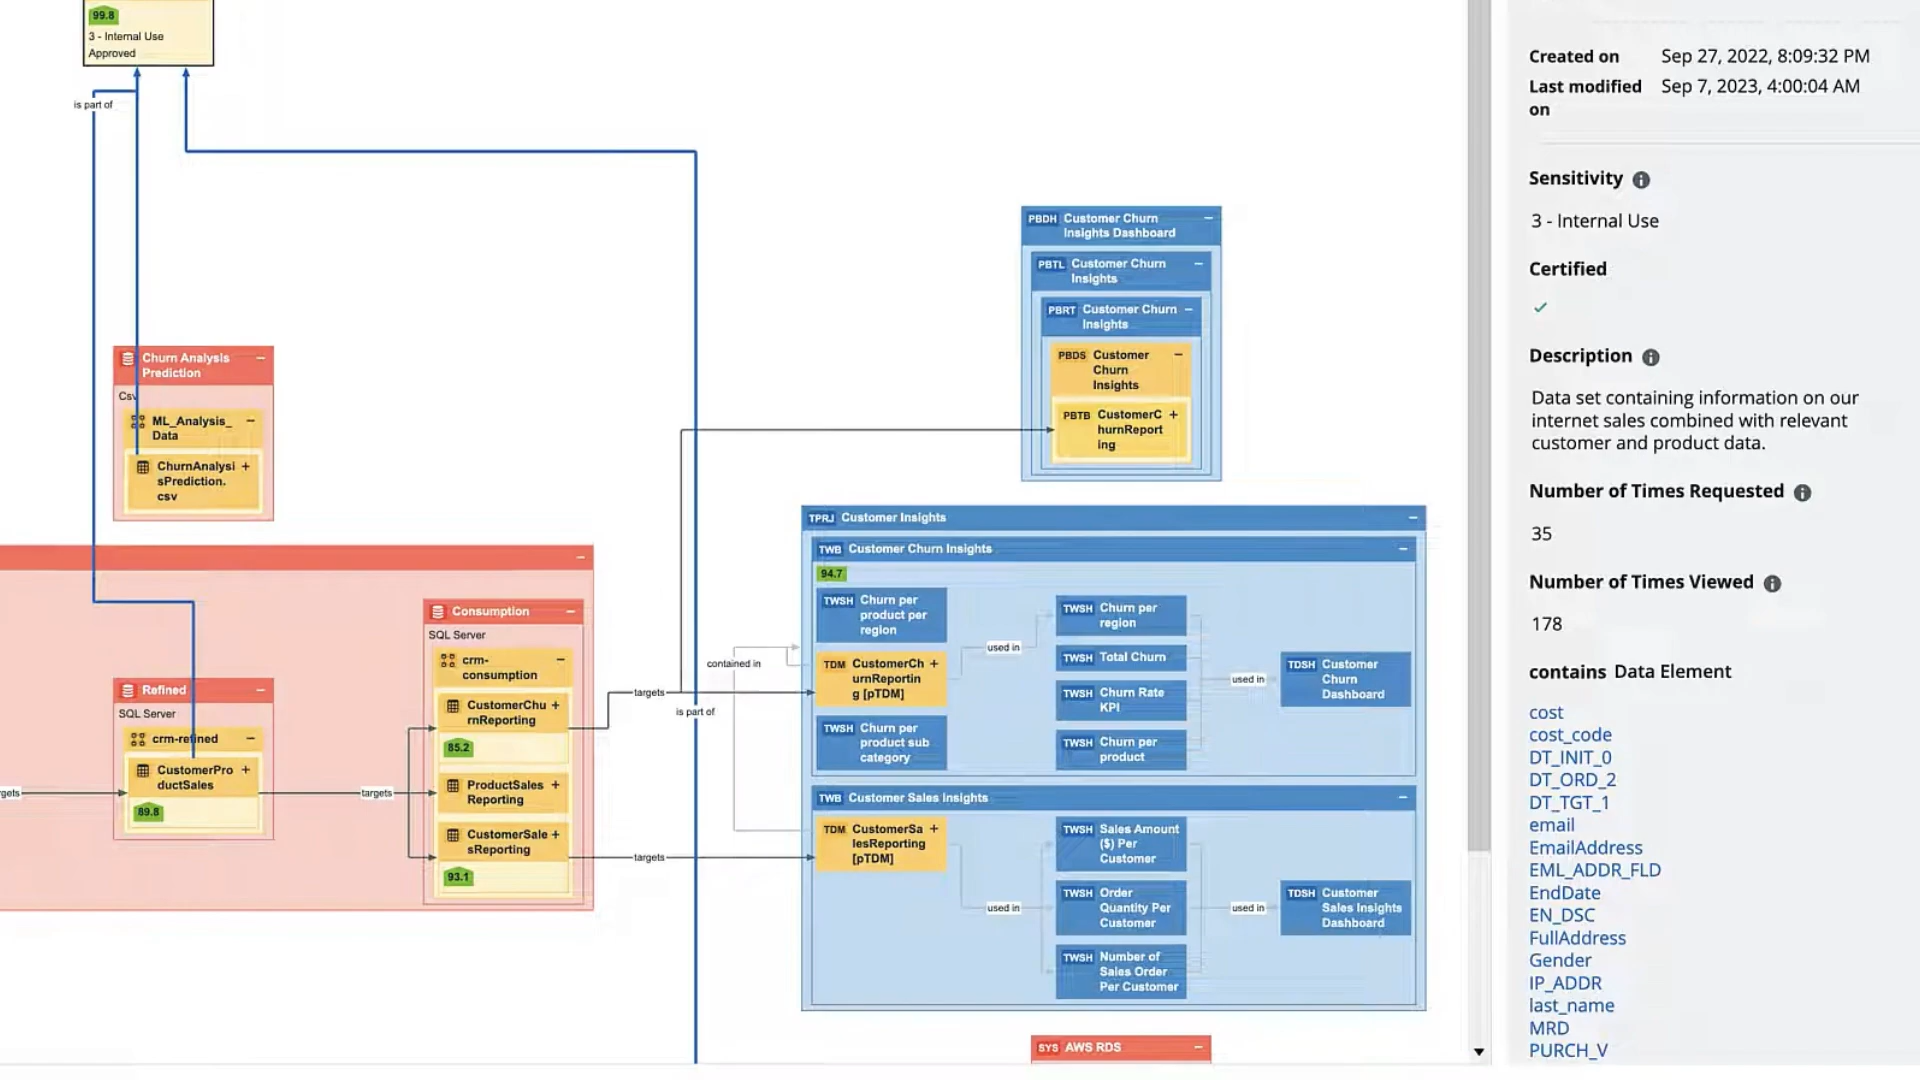 99.8
3 - Internal Use
Approved
is part of
Churn Analysis
Prediction
Csv
ML_Analysis_
Data
ChurnAnalysi
sPrediction.
csv
Refined
SQL Server
crm-refined
CustomerPro
ductSales
89.8
targets
Consumption
SQL Server
crm-
consumption
CustomerChu
rnReporting
85.2
ProductSales
Reporting
CustomerSale
sReporting
93.1
targets
targets
is part of
contained in
PBDH Customer Churn
Insights Dashboard
PBTL Customer Churn
Insights
PBRT Customer Churn
Insights
PBDS Customer
Churn
Insights
PBTB CustomerC
hurnReport
ing
TPRJ Customer Insights
TWB Customer Churn Insights
94.7
TWSH Churn per
product per
region
TDM CustomerCh
urnReportin
g [pTDM]
TWSH Churn per
product sub
category
used in
TWSH Churn per
region
TWSH Total Churn
TWSH Churn Rate
KPI
TWSH Churn per
product
used in
TDSH Customer
Churn
Dashboard
TWB Customer Sales Insights
TDM CustomerSa
lesReporting
[pTDM]
used in
TWSH Sales Amount
($) Per
Customer
TWSH Order
Quantity Per
Customer
TWSH Number of
Sales Order
Per Customer
used in
TDSH Customer
Sales Insights
Dashboard
SYS AWS RDS
Created on Sep 27, 2022, 8:09:32 PM
Last modified Sep 7, 2023, 4:00:04 AM
on
Sensitivity
3 - Internal Use
Certified
Description
Data set containing information on our
internet sales combined with relevant
customer and product data.
Number of Times Requested
35
Number of Times Viewed
178
contains Data Element
cost
cost_code
DT_INIT_0
DT_ORD_2
DT_TGT_1
email
EmailAddress
EML_ADDR_FLD
EndDate
EN_DSC
FullAddress
Gender
IP_ADDR
last_name
MRD
PURCH_V